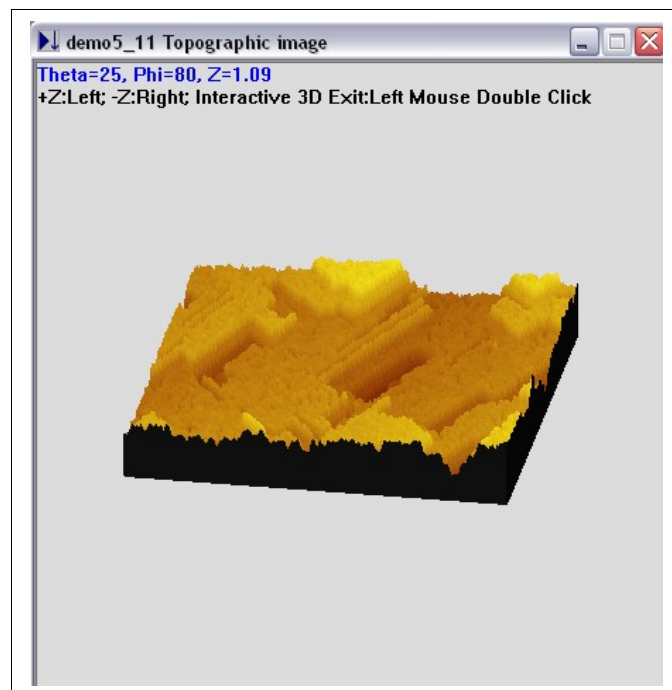 demo5_11 Topographic image
Theta=25, Phi=80, Z=1.09
+Z:Left; -Z:Right; Interactive 3D Exit:Left Mouse Double Click